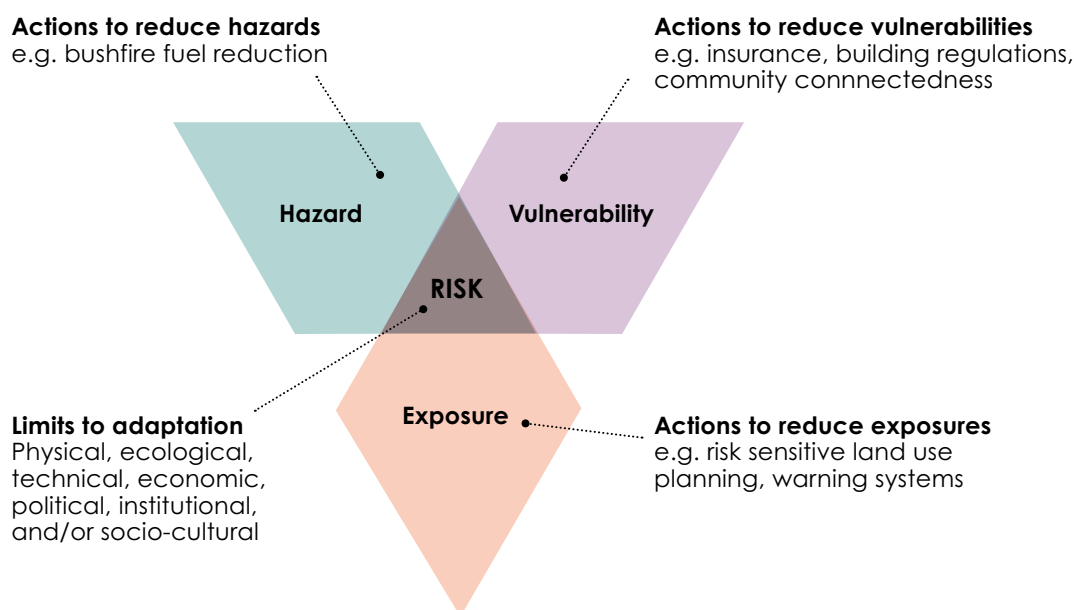 Actions to reduce hazards
e.g. bushfire fuel reduction
Actions to reduce vulnerabilities
e.g. insurance, building regulations,
community connnectedness
Hazard
Vulnerability
RISK
Exposure
Limits to adaptation
Physical, ecological,
technical, economic,
political, institutional,
and/or socio-cultural
Actions to reduce exposures
e.g. risk sensitive land use
planning, warning systems